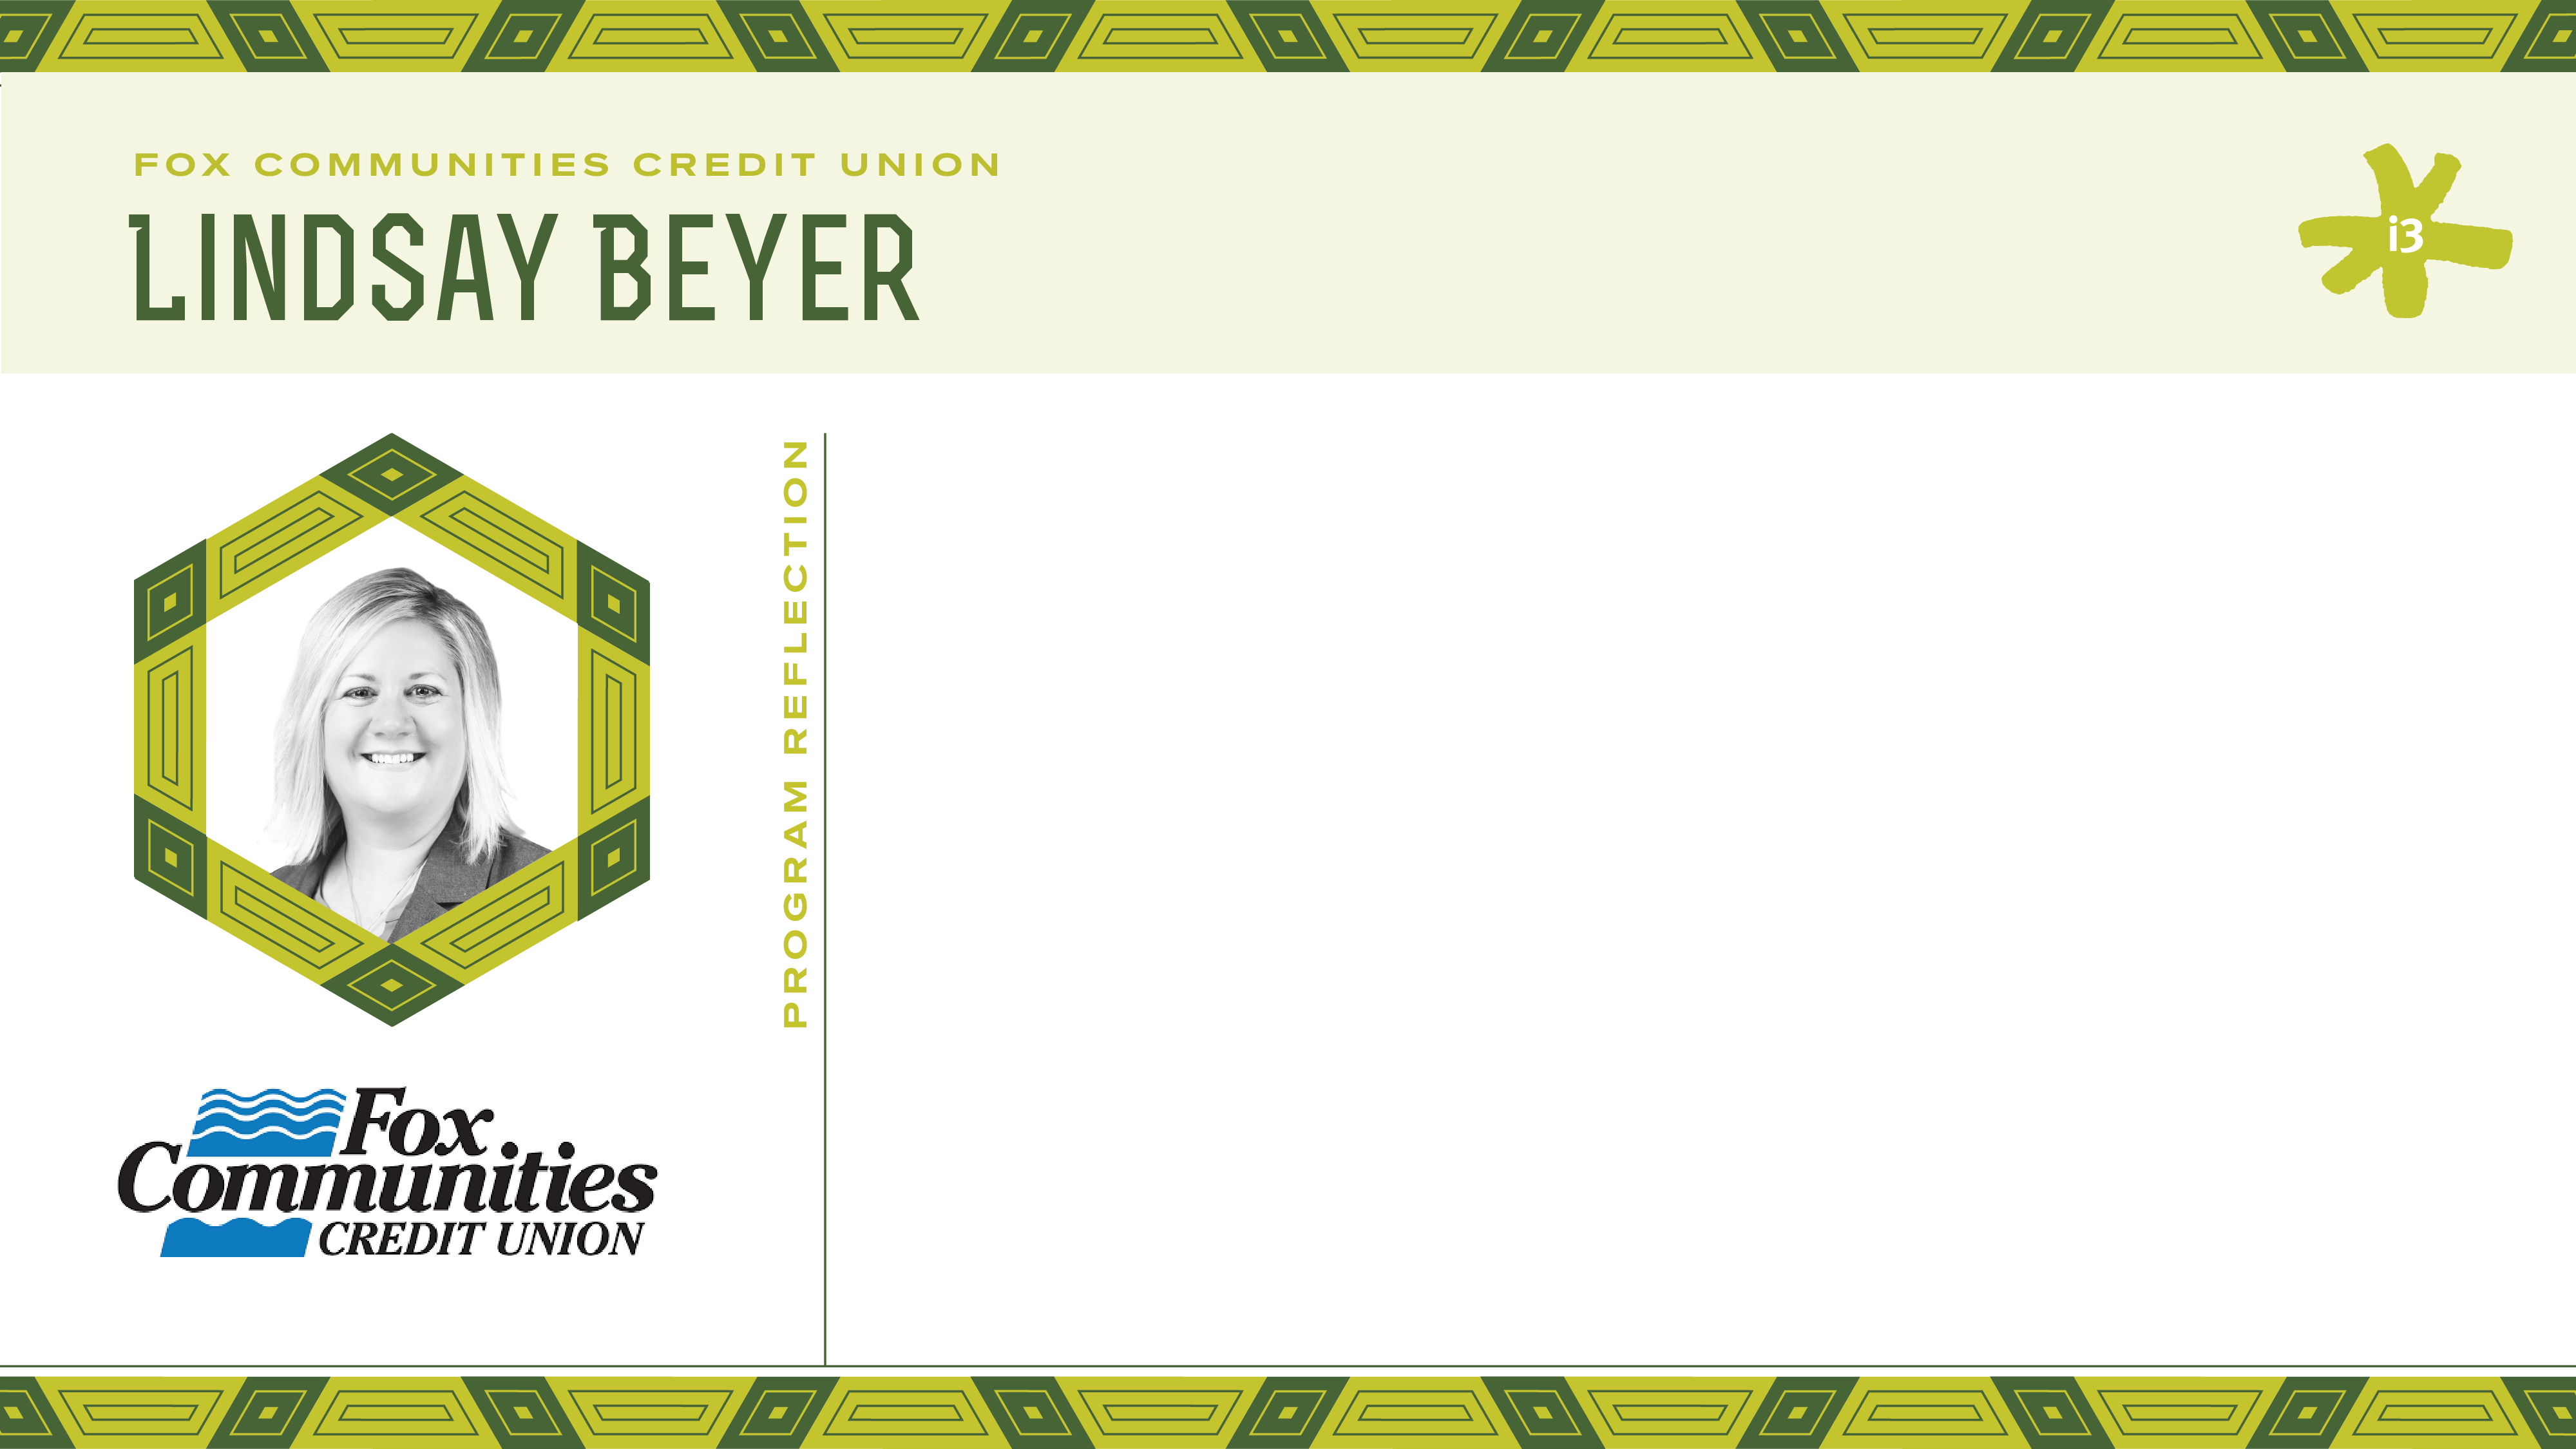 FOX COMMUNITIES CREDIT UNION
LINDSAY BEYER
i3
PROGRAM REFLECTION
Fox
Communities
CREDIT UNION